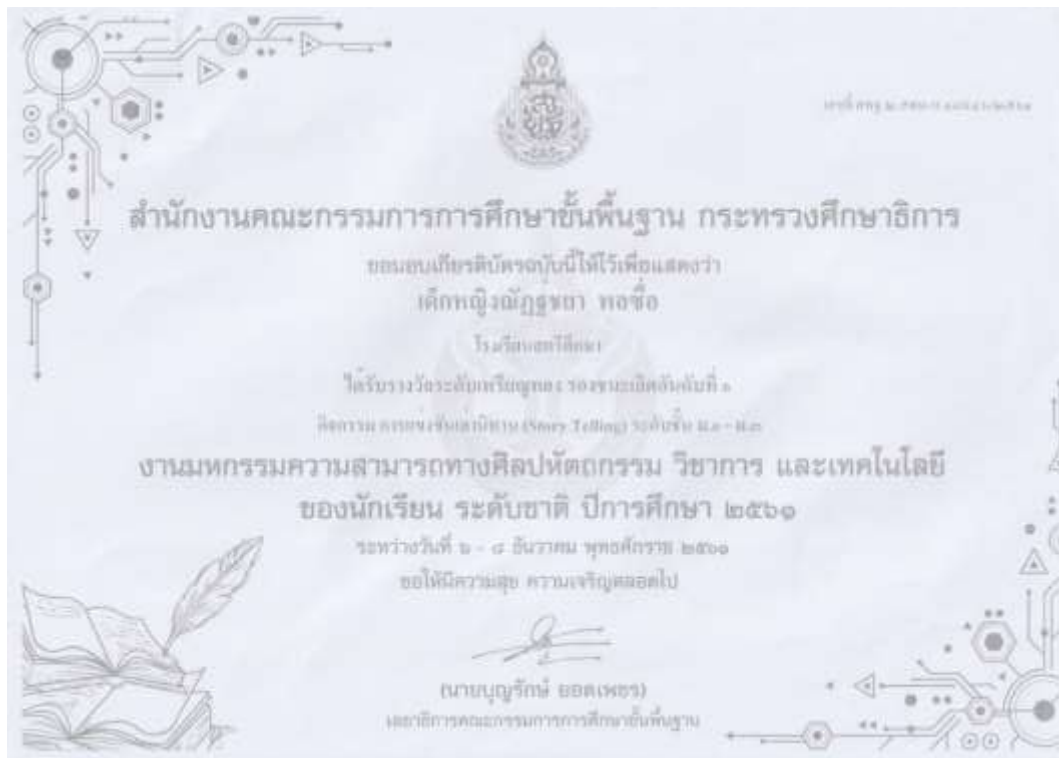 สำนักงานคณะกรรมการการศึกษาขั้นพื้นฐาน กระทรวงศึกษาธิการ
ขอมอบเกียรติบัตรฉบับนี้ให้ไว้เพื่อแสดงว่า
เด็กหญิงณัฏฐชตา พอชื่อ
โรงเรียนสตรีศึกษา
ได้รับรางวัลระดับเหรียญทอง รองชนะเลิศอันดับที่ ๑
กิจกรรม การแข่งขันเล่านิทาน (Story Telling) ระดับชั้น ม.๑ - ม.๓
งานมหกรรมความสามารถทางศิลปหัตถกรรม วิชาการ และเทคโนโลยี
ของนักเรียน ระดับชาติ ปีการศึกษา ๒๕๖๑
ระหว่างวันที่ ๖ - ๘ ธันวาคม พุทธศักราช ๒๕๖๑
ขอให้มีความสุข ความเจริญตลอดไป
(นายบุญรักษ์ ยอดเพชร)
เลขาธิการคณะกรรมการการศึกษาขั้นพื้นฐาน